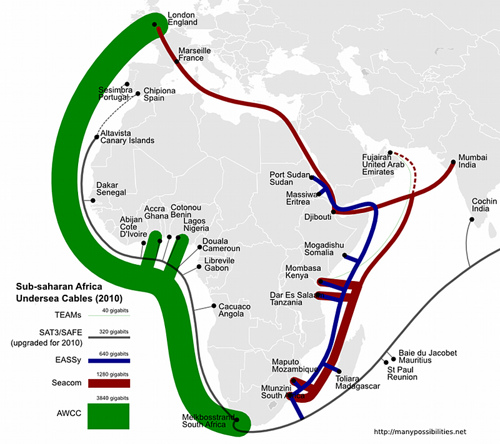 London
England
Marseille
France
Sesimbra
Portugal
Chipiona
Spain
Altavista
Canary Islands
Fujairah
United Arab
Emirates
Mumbai
India
Port Sudan
Sudan
Massiwa
Eritrea
Dakar
Senegal
Djibouti
Cochin
India
Accra
Ghana
Cotonou
Benin
Abijan
Cote
D'Ivoire
Lagos
Nigeria
Douala
Cameroun
Librevile
Gabon
Mogadishu
Somalia
Mombasa
Kenya
Dar Es Salaa
Tanzania
Cacuaco
Angola
Sub-saharan Africa
Undersea Cables (2010)
TEAMs
40 gigabits
SAT3/SAFE
(upgraded for 2010)
320 gigabits
EASSy
640 gigabits
Seacom
1280 gigabits
AWCC
3840 gigabits
Maputo
Mozambique
Mtunzini
South
Toliara
Madagascar
Baie du Jacobet
Mauritius
St Paul
Reunion
Melkbosstrand
South Africa
http://manypossibilities.net